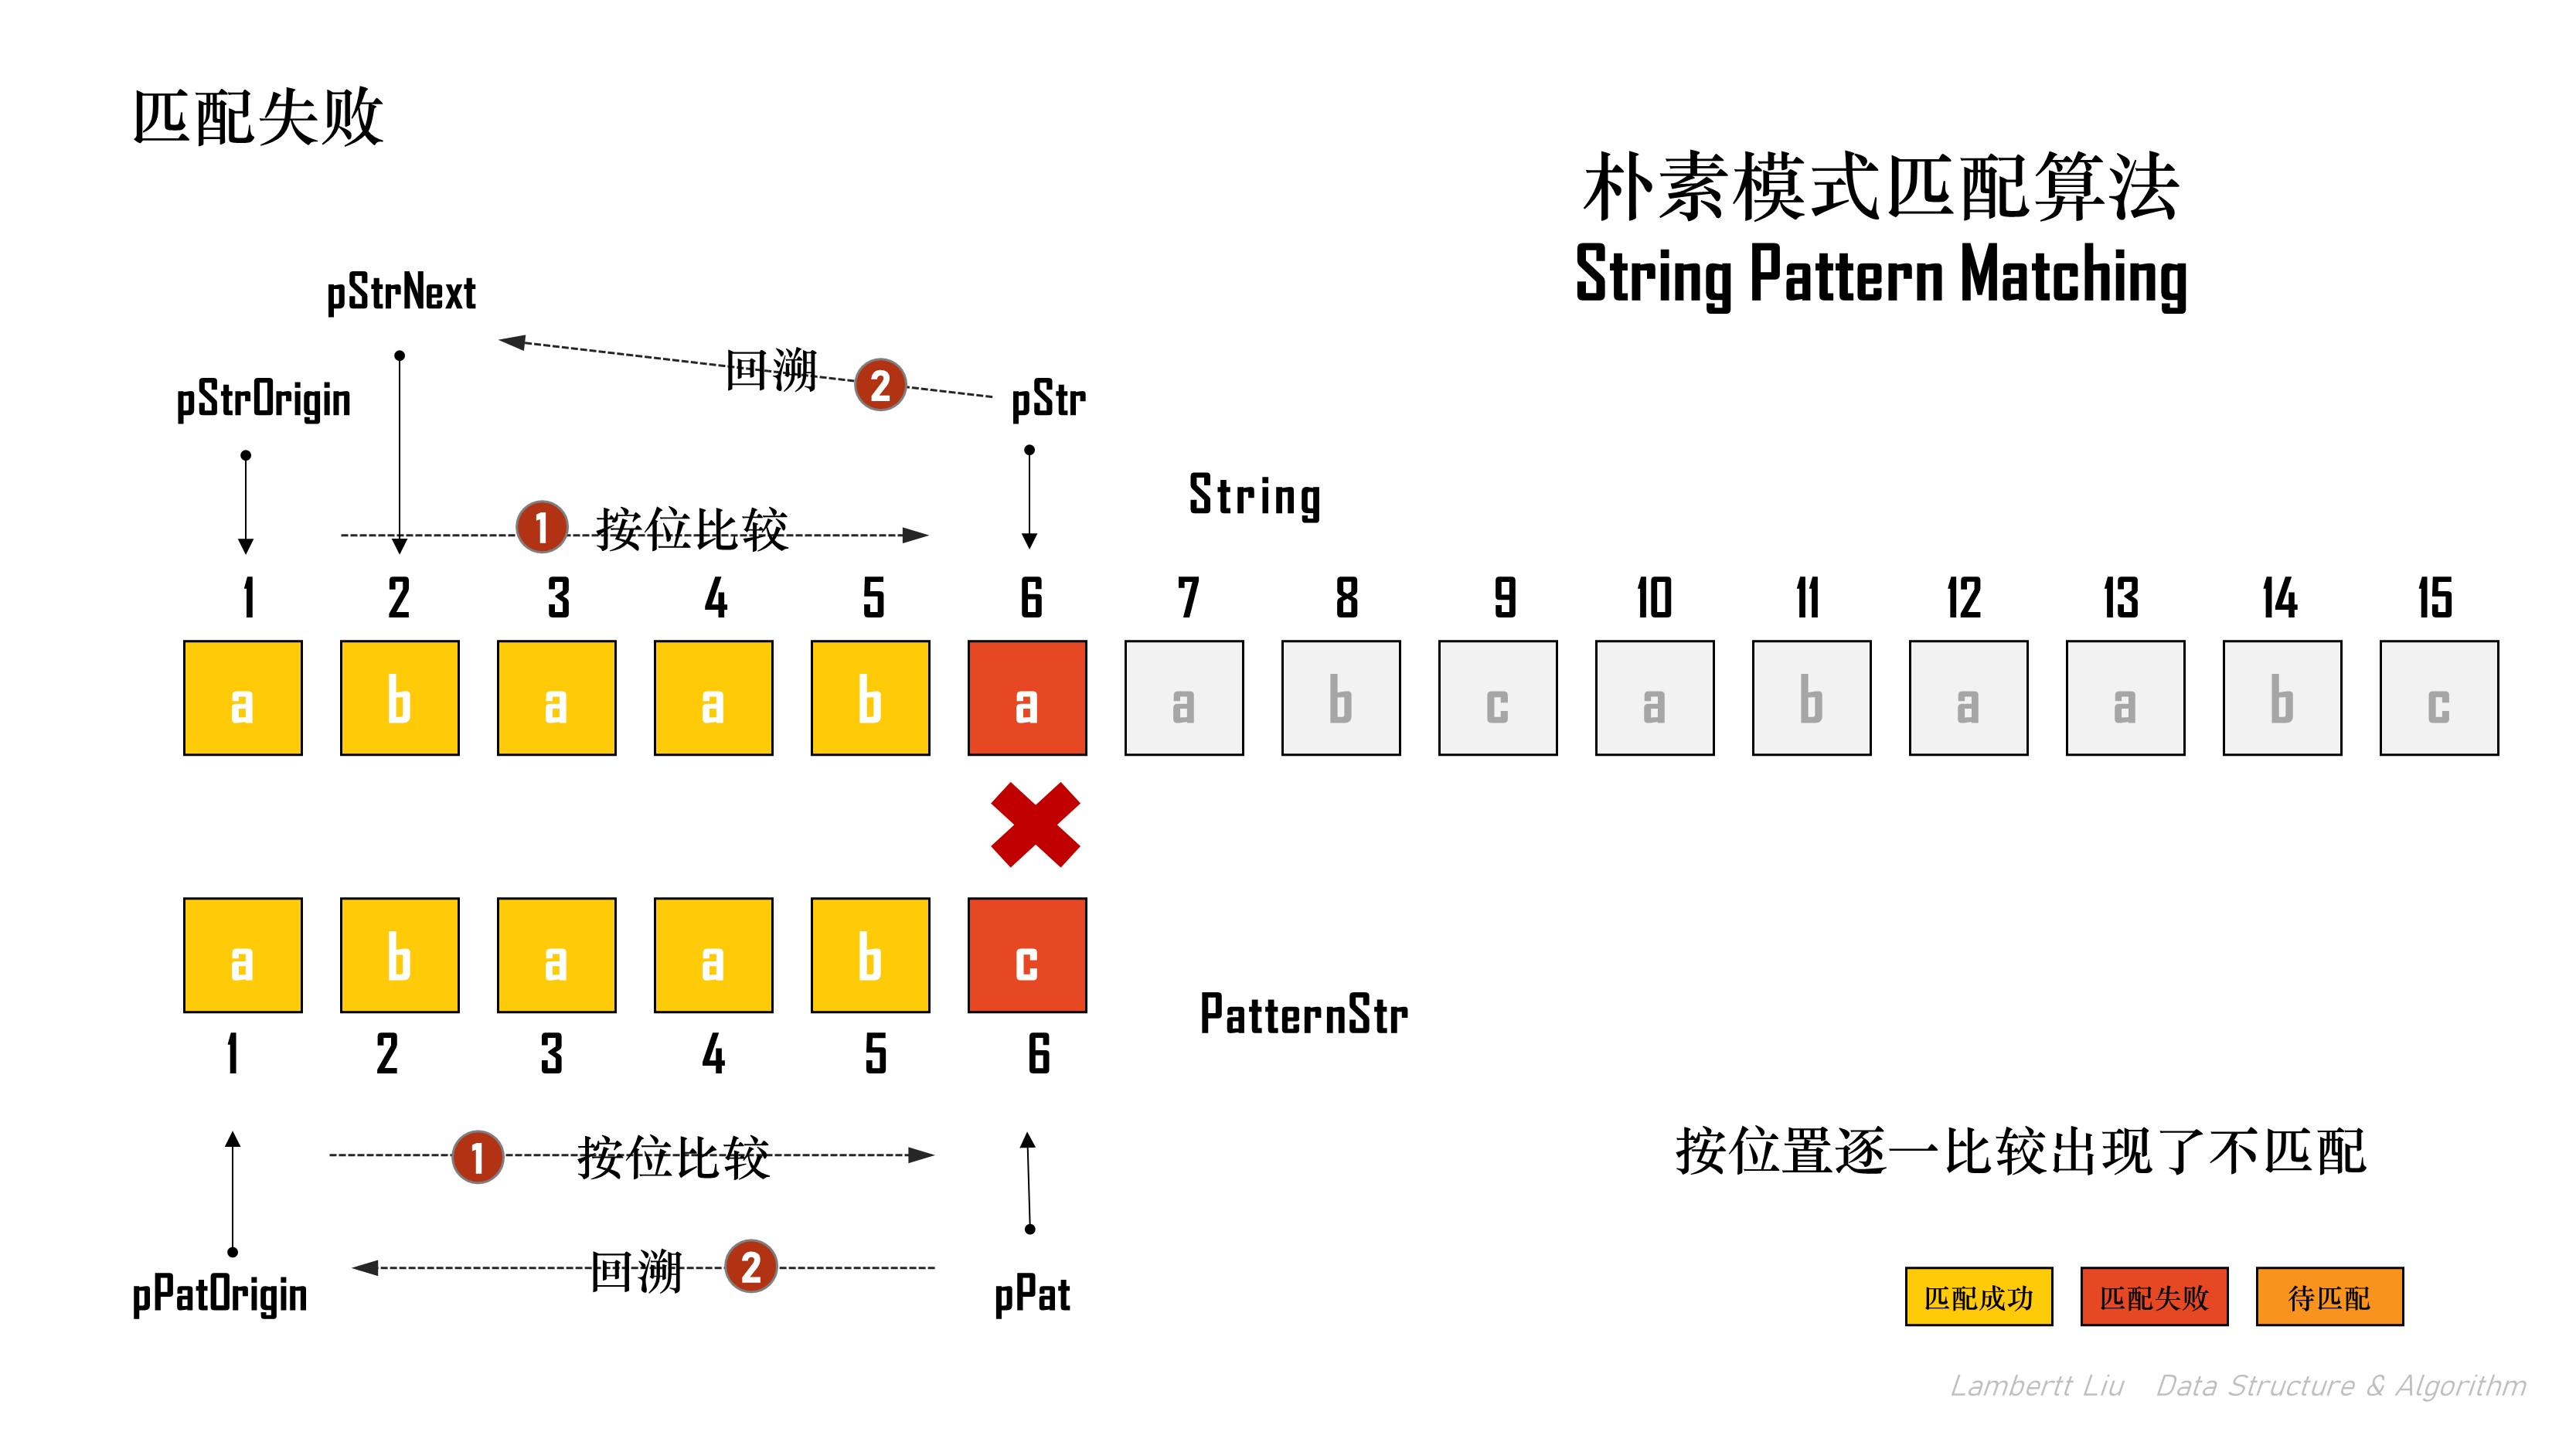 匹配失败
朴素模式匹配算法
String Pattern Matching
pStrNext
回溯 2
pStrOrigin
pStr
String
1 按位比较
1 2 3 4 5 6 7 8 9 10 11 12 13 14 15
a b a a b a a b c a b a a b c
a b a a b c
PatternStr
1 2 3 4 5 6
1 按位比较
按位置逐一比较出现了不匹配
回溯 2
pPatOrigin
pPat
匹配成功 匹配失败 待匹配
Lambertt Liu Data Structure & Algorithm